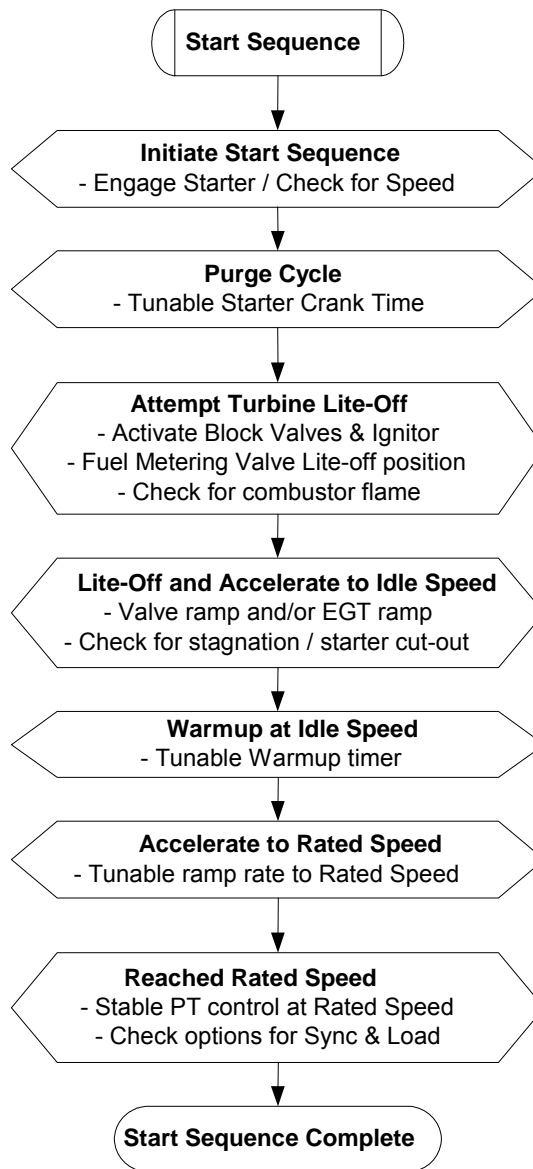 Start Sequence
Initiate Start Sequence
- Engage Starter / Check for Speed
Purge Cycle
- Tunable Starter Crank Time
Attempt Turbine Lite-Off
- Activate Block Valves & Ignitor
- Fuel Metering Valve Lite-off position
- Check for combustor flame
Lite-Off and Accelerate to Idle Speed
- Valve ramp and/or EGT ramp
- Check for stagnation / starter cut-out
Warmup at Idle Speed
- Tunable Warmup timer
Accelerate to Rated Speed
- Tunable ramp rate to Rated Speed
Reached Rated Speed
- Stable PT control at Rated Speed
- Check options for Sync & Load
Start Sequence Complete